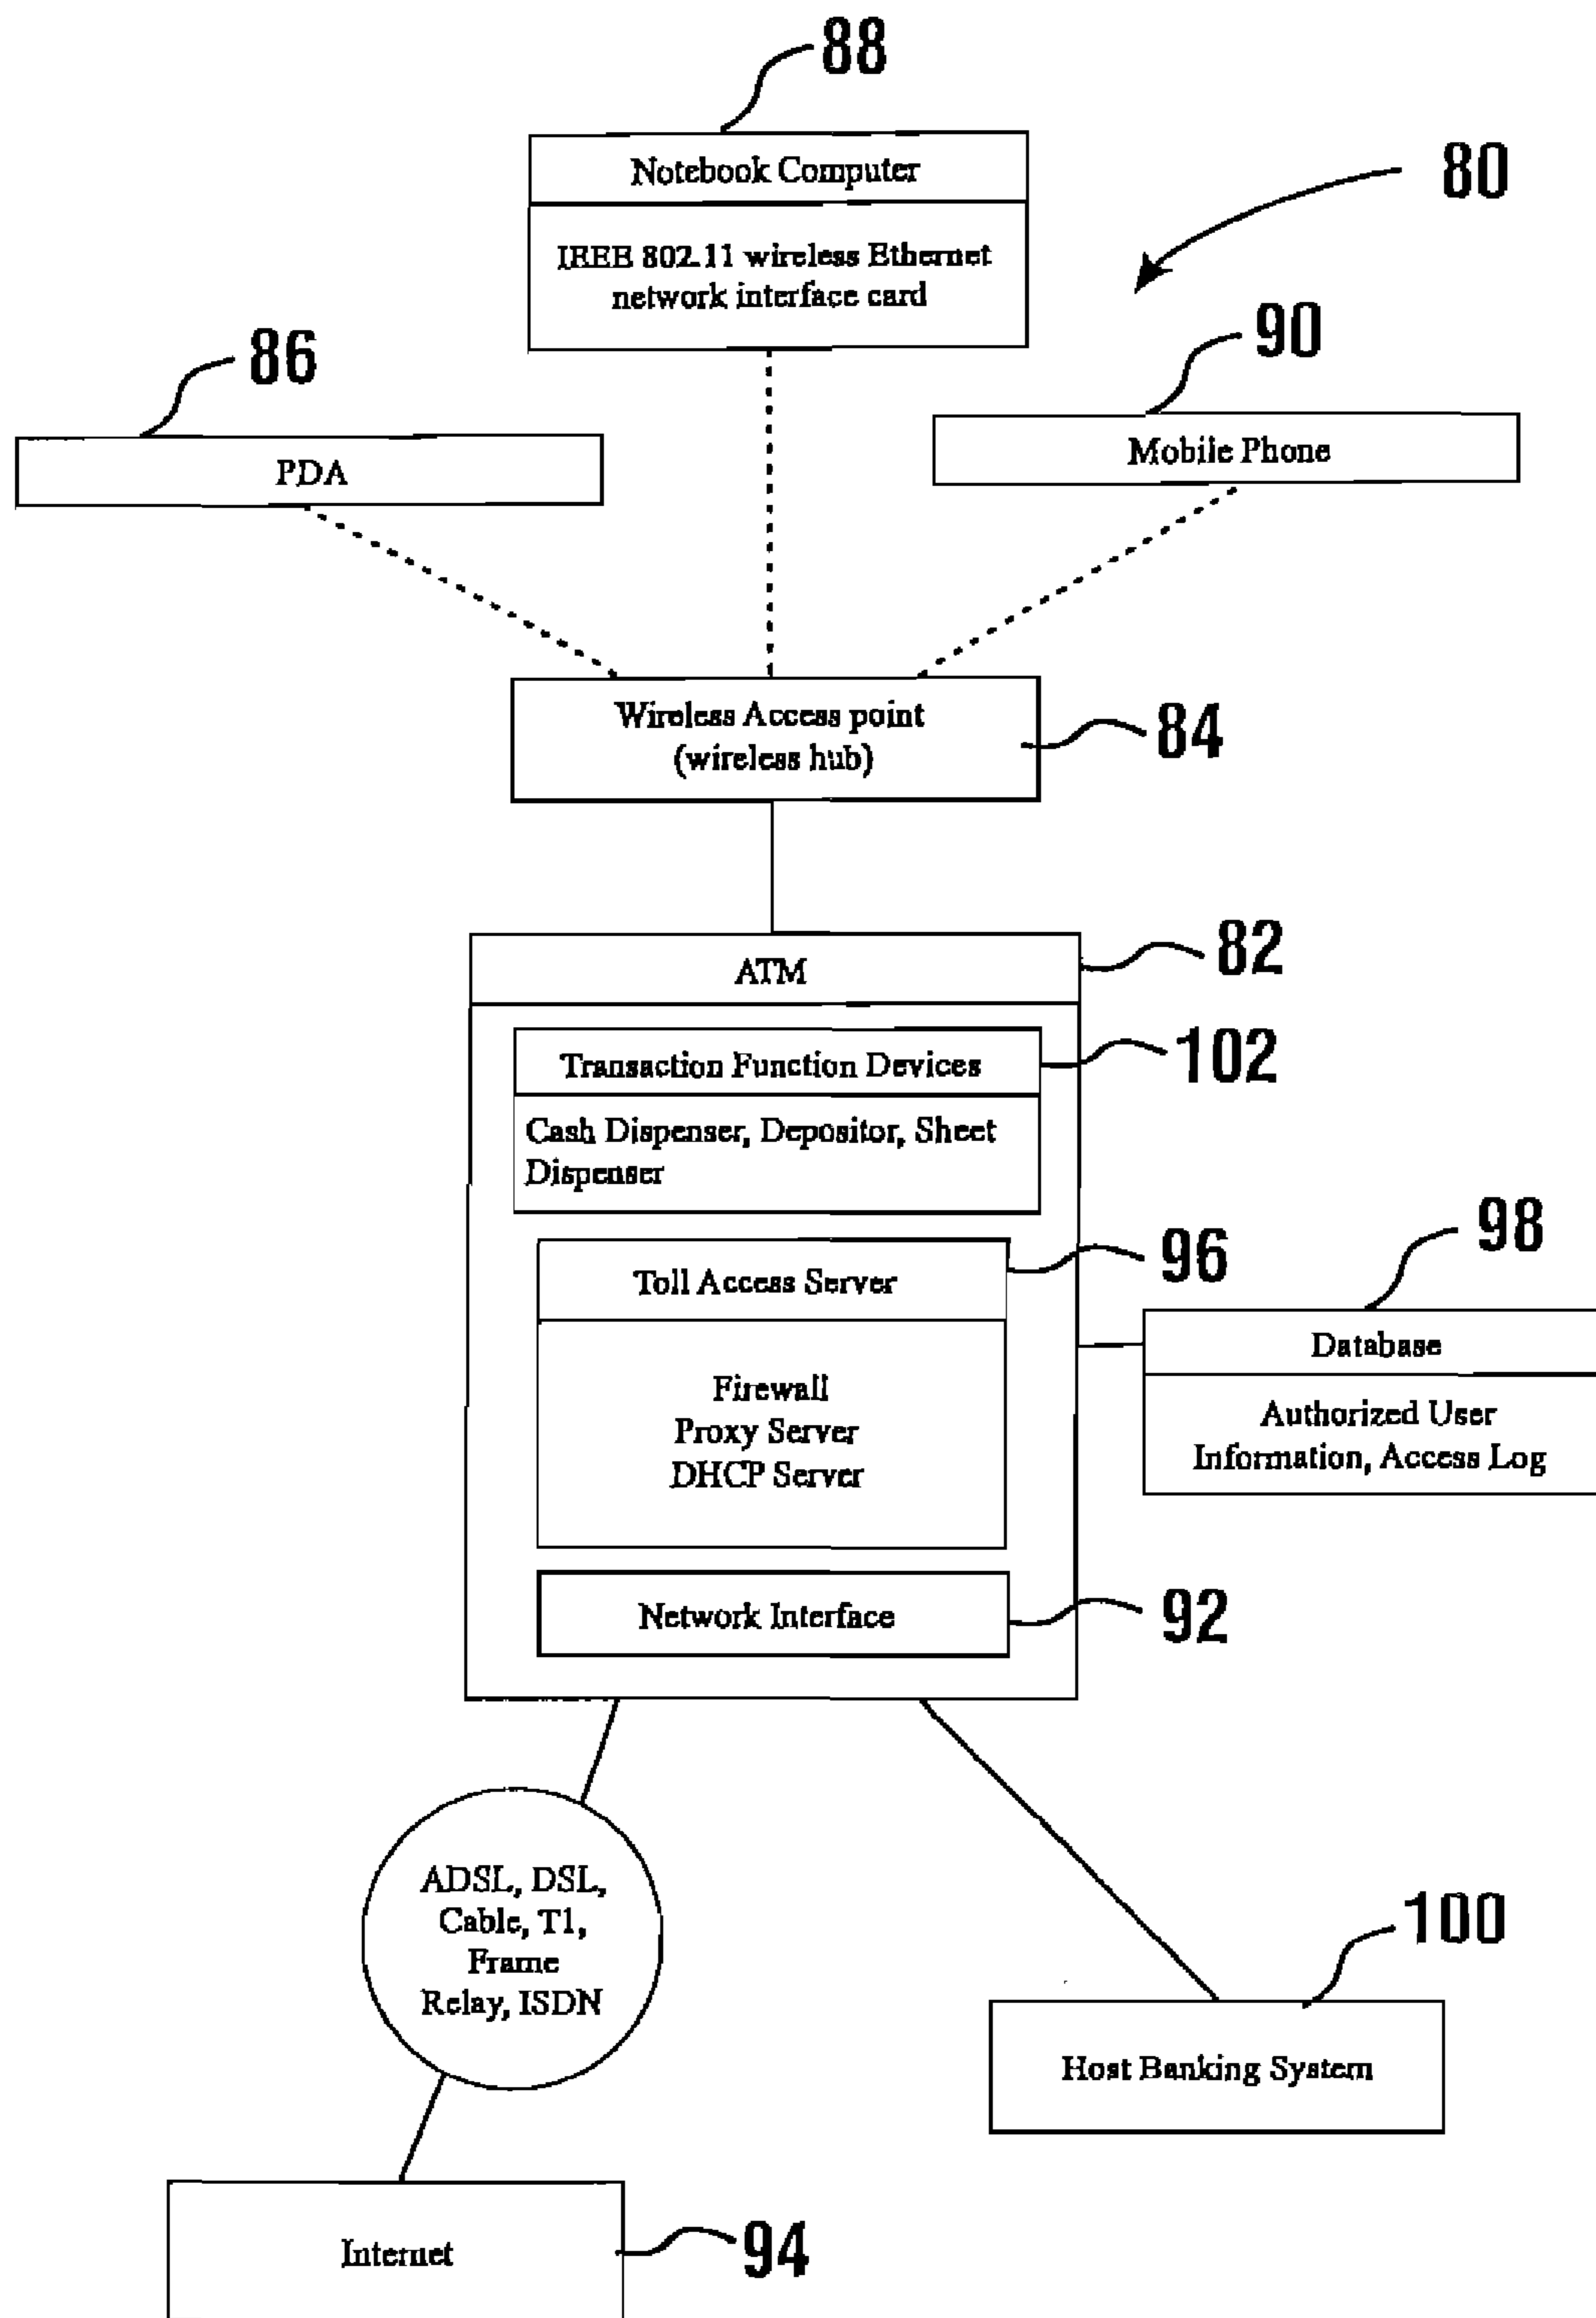 88
Notebook Computer
80
IEEE 802.11 wireless Ethernet
network interface card
90
86
Mobile Phone
PDA
Wireless Access point
(wireless hub)
84
82
ATM
102
Transaction Function Devices
Cash Dispenser, Depositor, Sheet
Dispenser
98
96
Toll Access Server
Database
Firewall
Proxy Server
DHCP Server
Authorized User
Information, Access Log
92
Network Interface
ADSL, DSL,
Cable, T1,
Frame
Relay, ISDN
100
Host Banking System
Internet
94